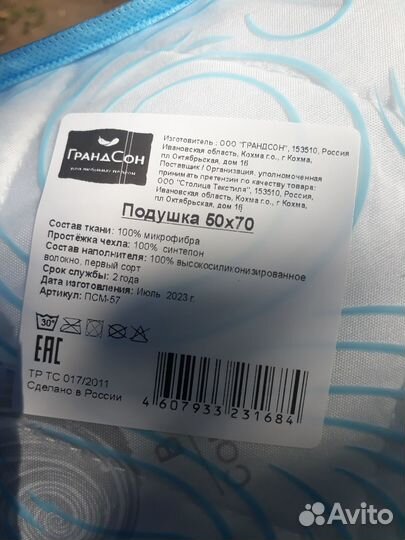 ГРАНДСОН
Изготовитель: ООО "ГРАНДСОН", 153510, Россия
Ивановская область, Кохма г.о., г Кохма,
пл Октябрьская, дом 16
Поставщик / Организация, уполномоченная
принимать претензии по качеству товара:
ООО "Столица Текстиля", 153510, Россия,
Ивановская область, Кохма г.о., г Кохма,
пл Октябрьская, дом 16
Подушка 50х70
Состав ткани: 100% микрофибра
Простёжка чехла: 100% синтепон
Состав наполнителя: 100% высокосиликонизированное
волокно, первый сорт
Срок службы: 2 года
Дата изготовления: Июль 2023 г.
Артикул: ПСМ-57
30°
EAC
ТР ТС 017/2011
Сделано в России
4 607933 231684
Avito